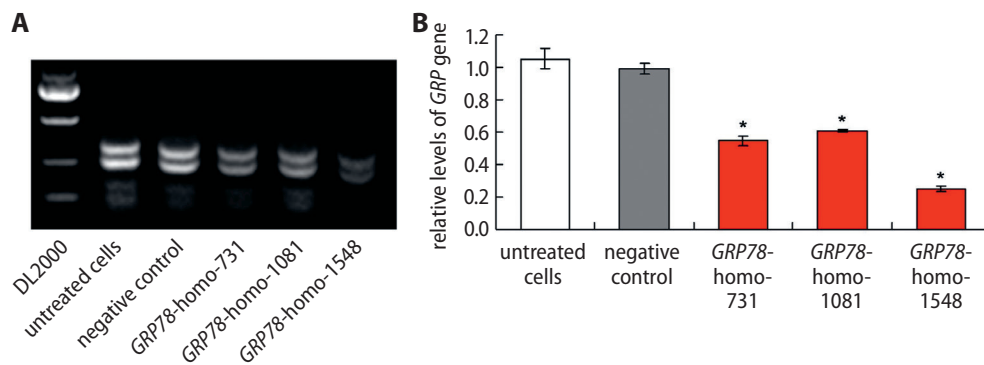 A
DL2000
untreated cells
negative control
GRP78-homo-731
GRP78-homo-1081
GRP78-homo-1548
B
relative levels of GRP gene
1.2
1.0
0.8
0.6
0.4
0.2
0.0
*
*
*
untreated
cells
negative
control
GRP78-
homo-
731
GRP78-
homo-
1081
GRP78-
homo-
1548